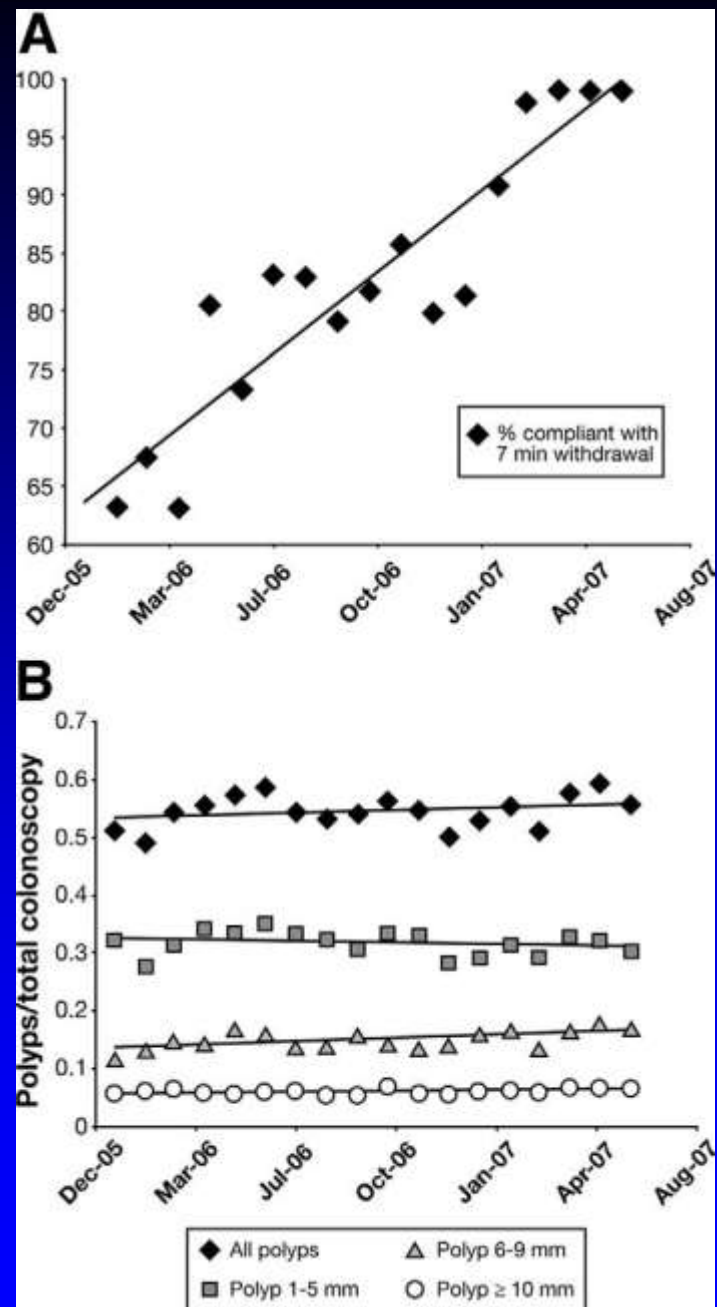 A
100
95
90
85
80
75
70
65
60
% compliant with
7 min withdrawal
Dec-05
Mar-06
Jul-06
Oct-06
Jan-07
Apr-07
Aug-07
B
Polyps/total colonoscopy
0.7
0.6
0.5
0.4
0.3
0.2
0.1
0
Dec-05
Mar-06
Jul-06
Oct-06
Jan-07
Apr-07
Aug-07
All polyps
Polyp 6-9 mm
Polyp 1-5 mm
Polyp ≥ 10 mm